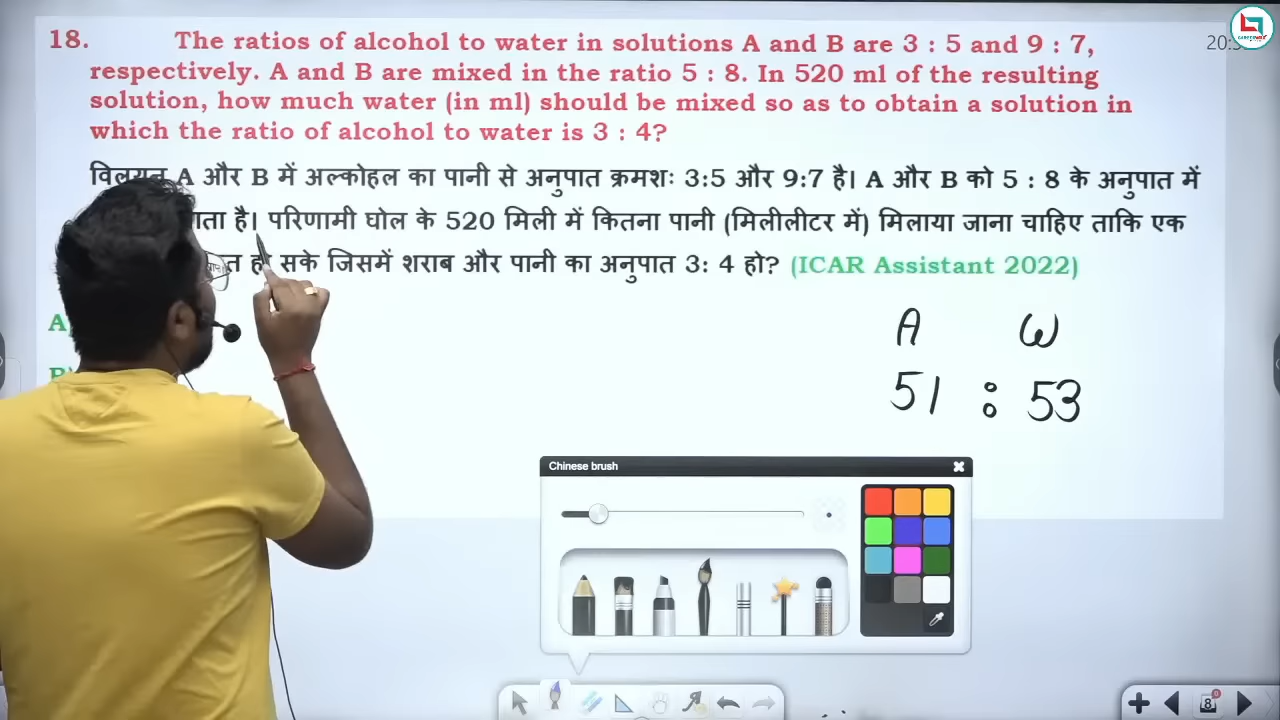 18. The ratios of alcohol to water in solutions A and B are 3 : 5 and 9 : 7,
respectively. A and B are mixed in the ratio 5 : 8. In 520 ml of the resulting
solution, how much water (in ml) should be mixed so as to obtain a solution in
which the ratio of alcohol to water is 3 : 4?
विलयन A और B में अल्कोहल का पानी से अनुपात क्रमशः 3:5 और 9:7 है। A और B को 5 : 8 के अनुपात में
है। परिणामी घोल के 520 मिली में कितना पानी (मिलीलीटर में) मिलाया जाना चाहिए ताकि एक
सके जिसमें शराब और पानी का अनुपात 3: 4 हो? (ICAR Assistant 2022)
A)
B)
A W
51 : 53
Chinese brush
8